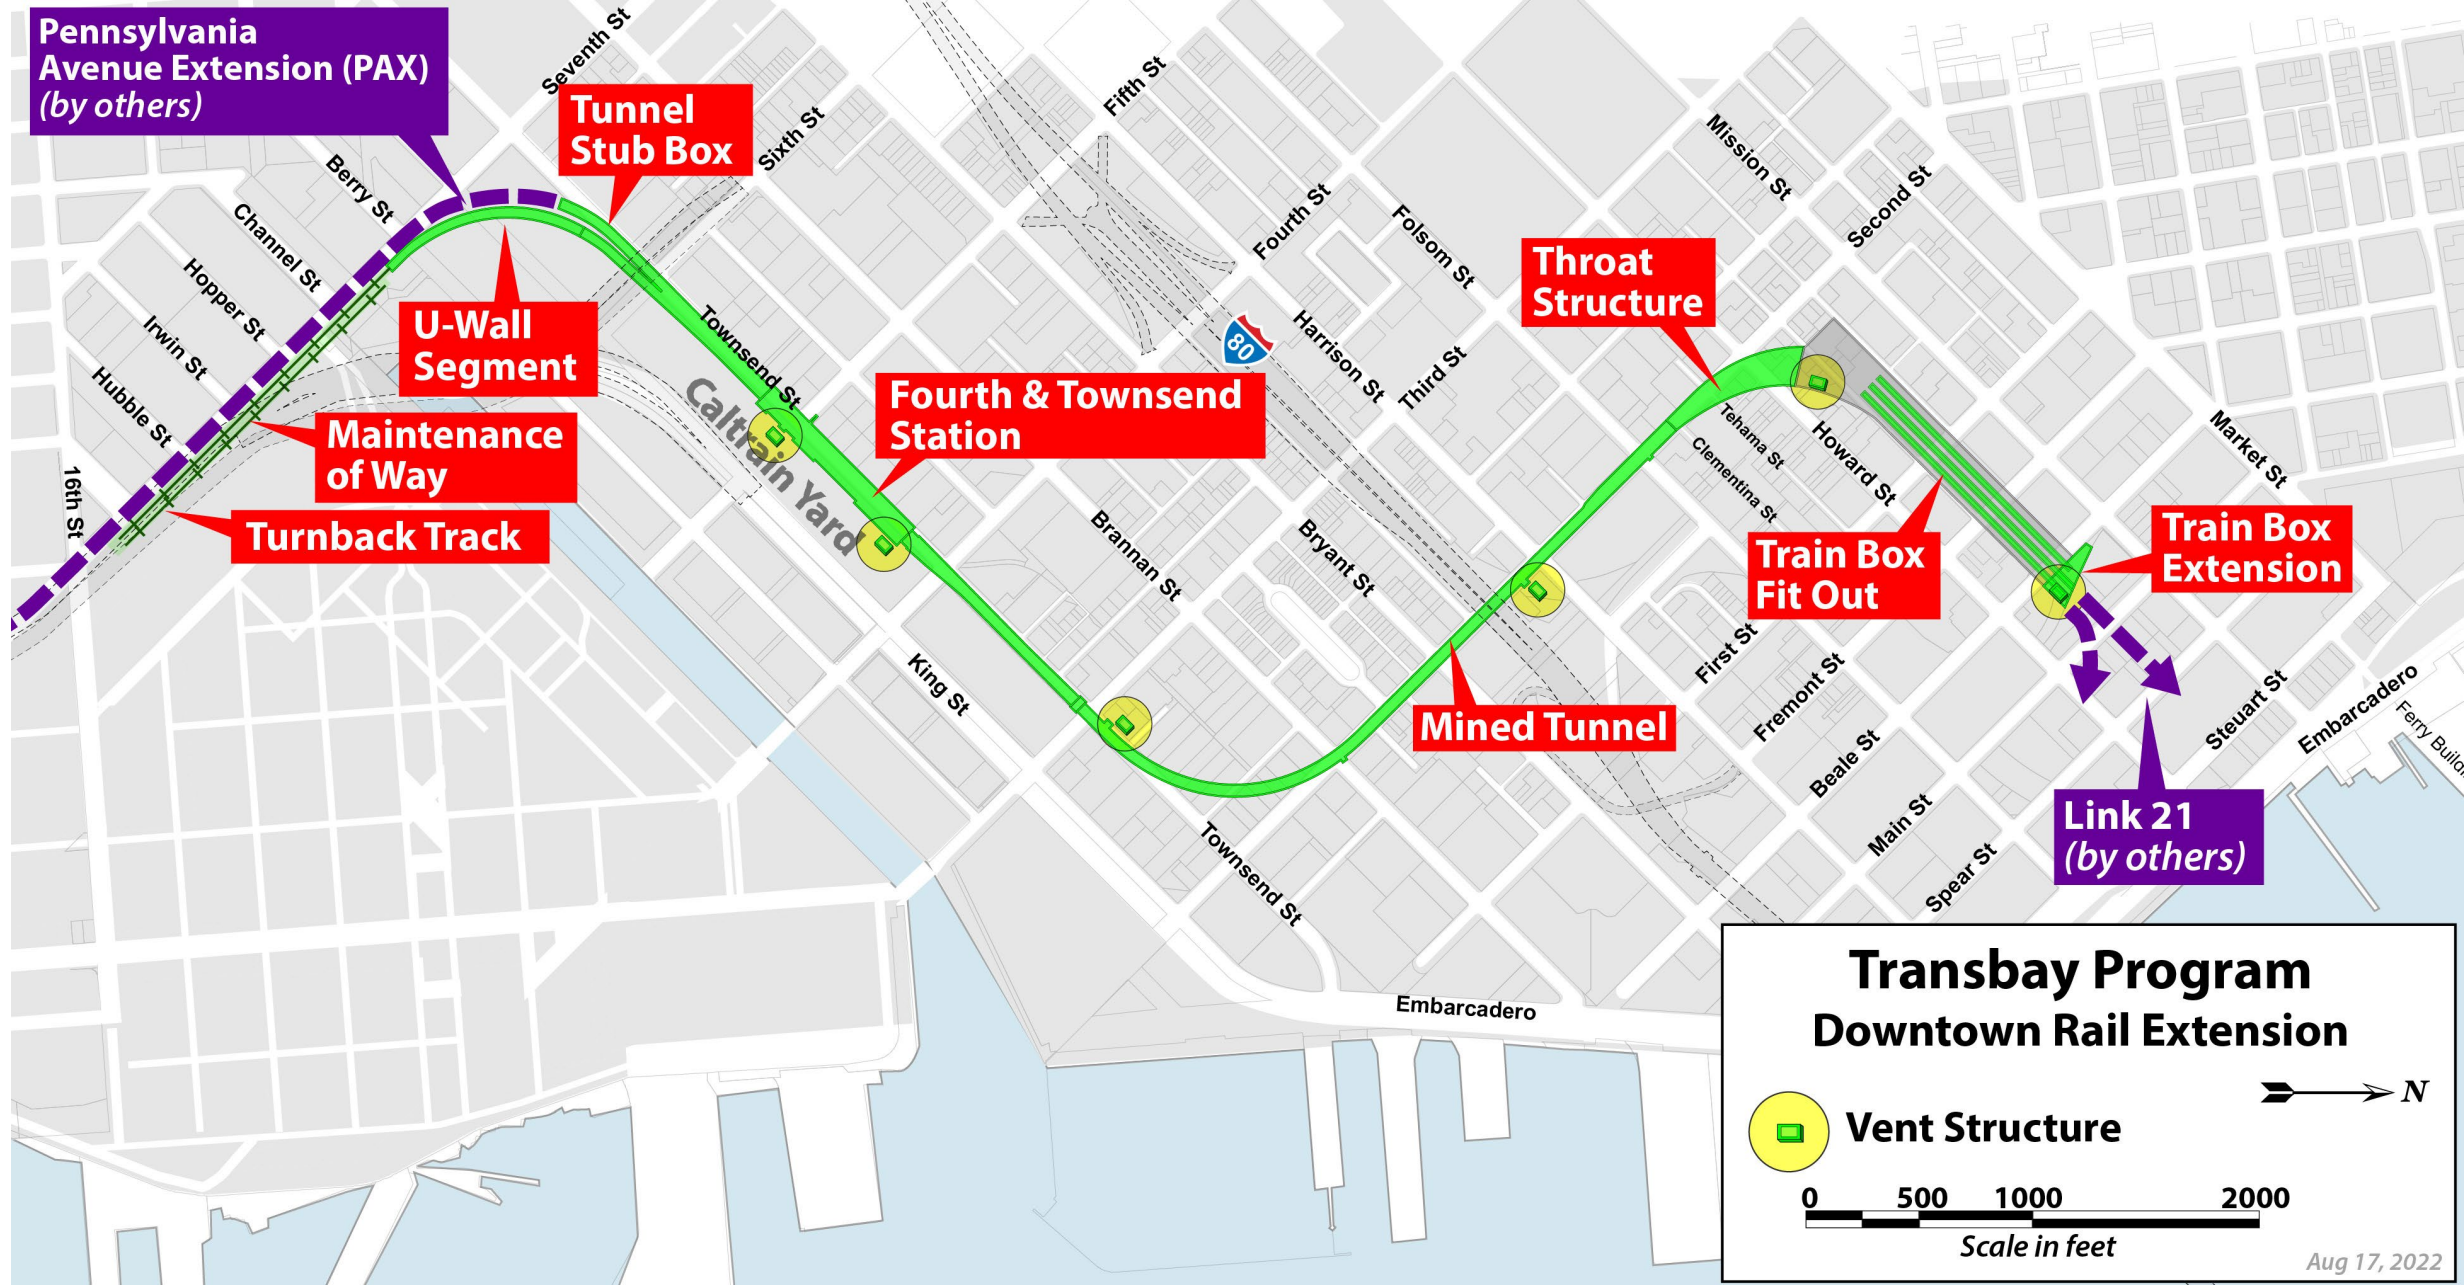 Pennsylvania
Avenue Extension (PAX)
(by others)
Seventh St
Tunnel
Stub Box
Sixth St
Fifth St
Mission St
Second St
Berry St
Channel St
Fourth St
Folsom St
Hopper St
Throat
Structure
Irwin St
U-Wall
Segment
Townsend St
80
Harrison St
Third St
Hubble St
Caltrain Yard
Fourth & Townsend
Station
Tehama St
Clementina St
Howard St
Market St
Maintenance
of Way
16th St
Turnback Track
Brannan St
Bryant St
Train Box
Fit Out
Train Box
Extension
King St
First St
Fremont St
Mined Tunnel
Beale St
Steuart St
Embarcadero
Ferry
Main St
Link 21
(by others)
Townsend St
Spear St
Embarcadero
Transbay Program
Downtown Rail Extension
N
Vent Structure
0 500 1000 2000
Scale in feet
Aug 17, 2022